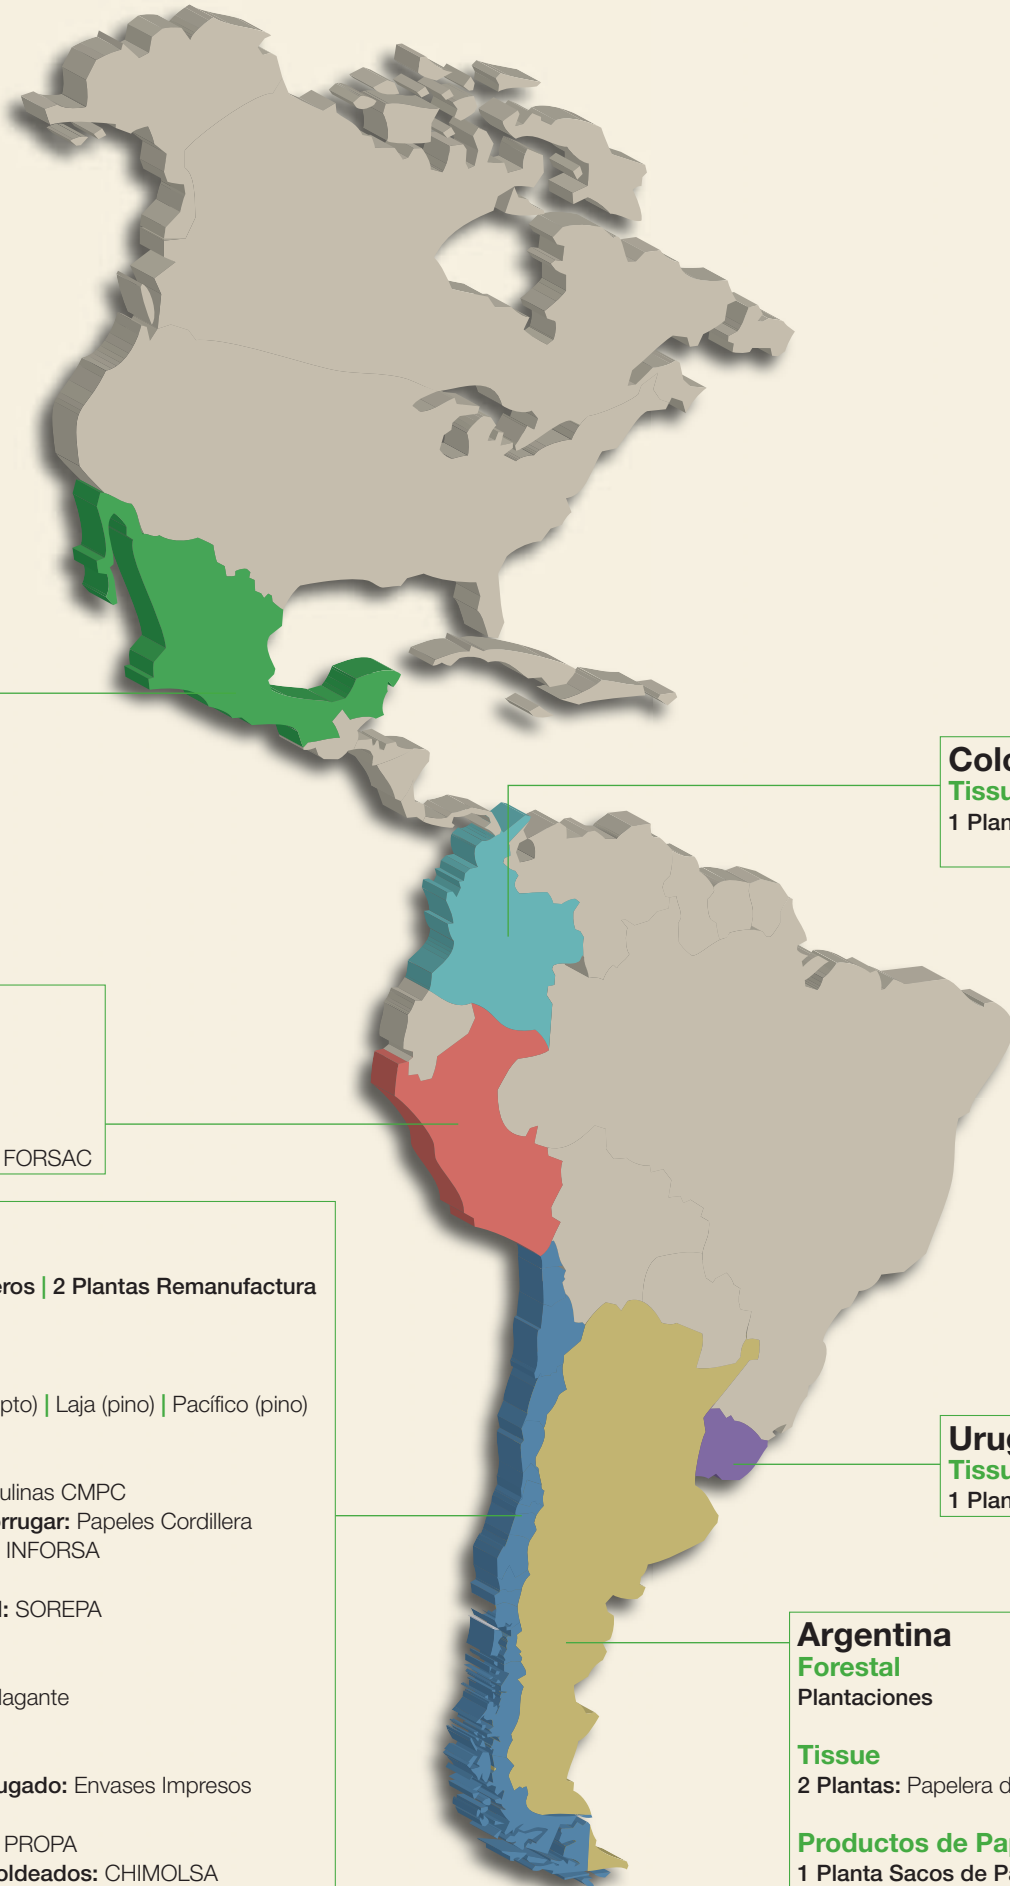 Colo
Tissu
1 Plan
FORSAC
eros | 2 Plantas Remanufactura
pto) | Laja (pino) | Pacífico (pino)
ulinas CMPC
orrugar: Papeles Cordillera
INFORSA
l: SOREPA
lagante
ugado: Envases Impresos
PROPA
oldeados: CHIMOLSA
Urug
Tissu
1 Plan
Argentina
Forestal
Plantaciones
Tissue
2 Plantas: Papelera d
Productos de Pap
1 Planta Sacos de Pa